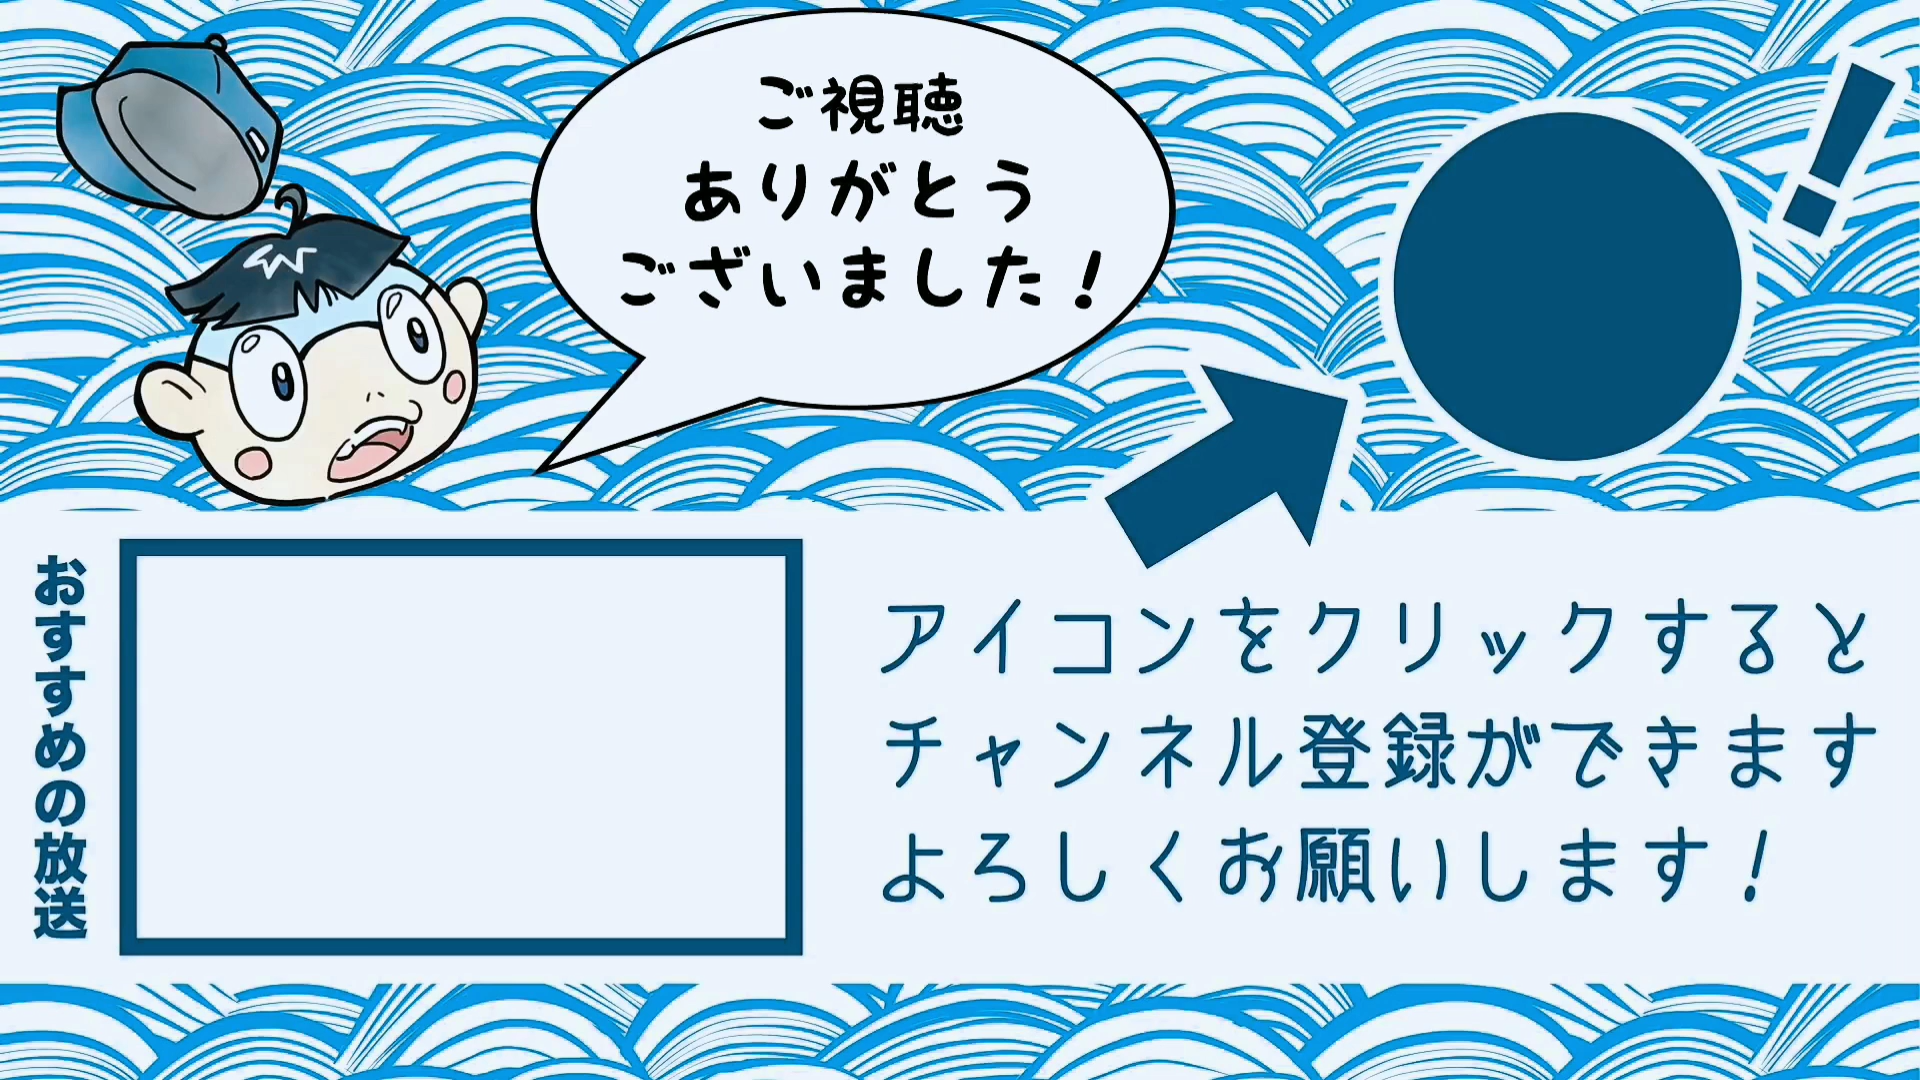 ご視聴
ありがとう
ございました！
おすすめの放送
アイコンをクリックすると
チャンネル登録ができます
よろしくお願いします！